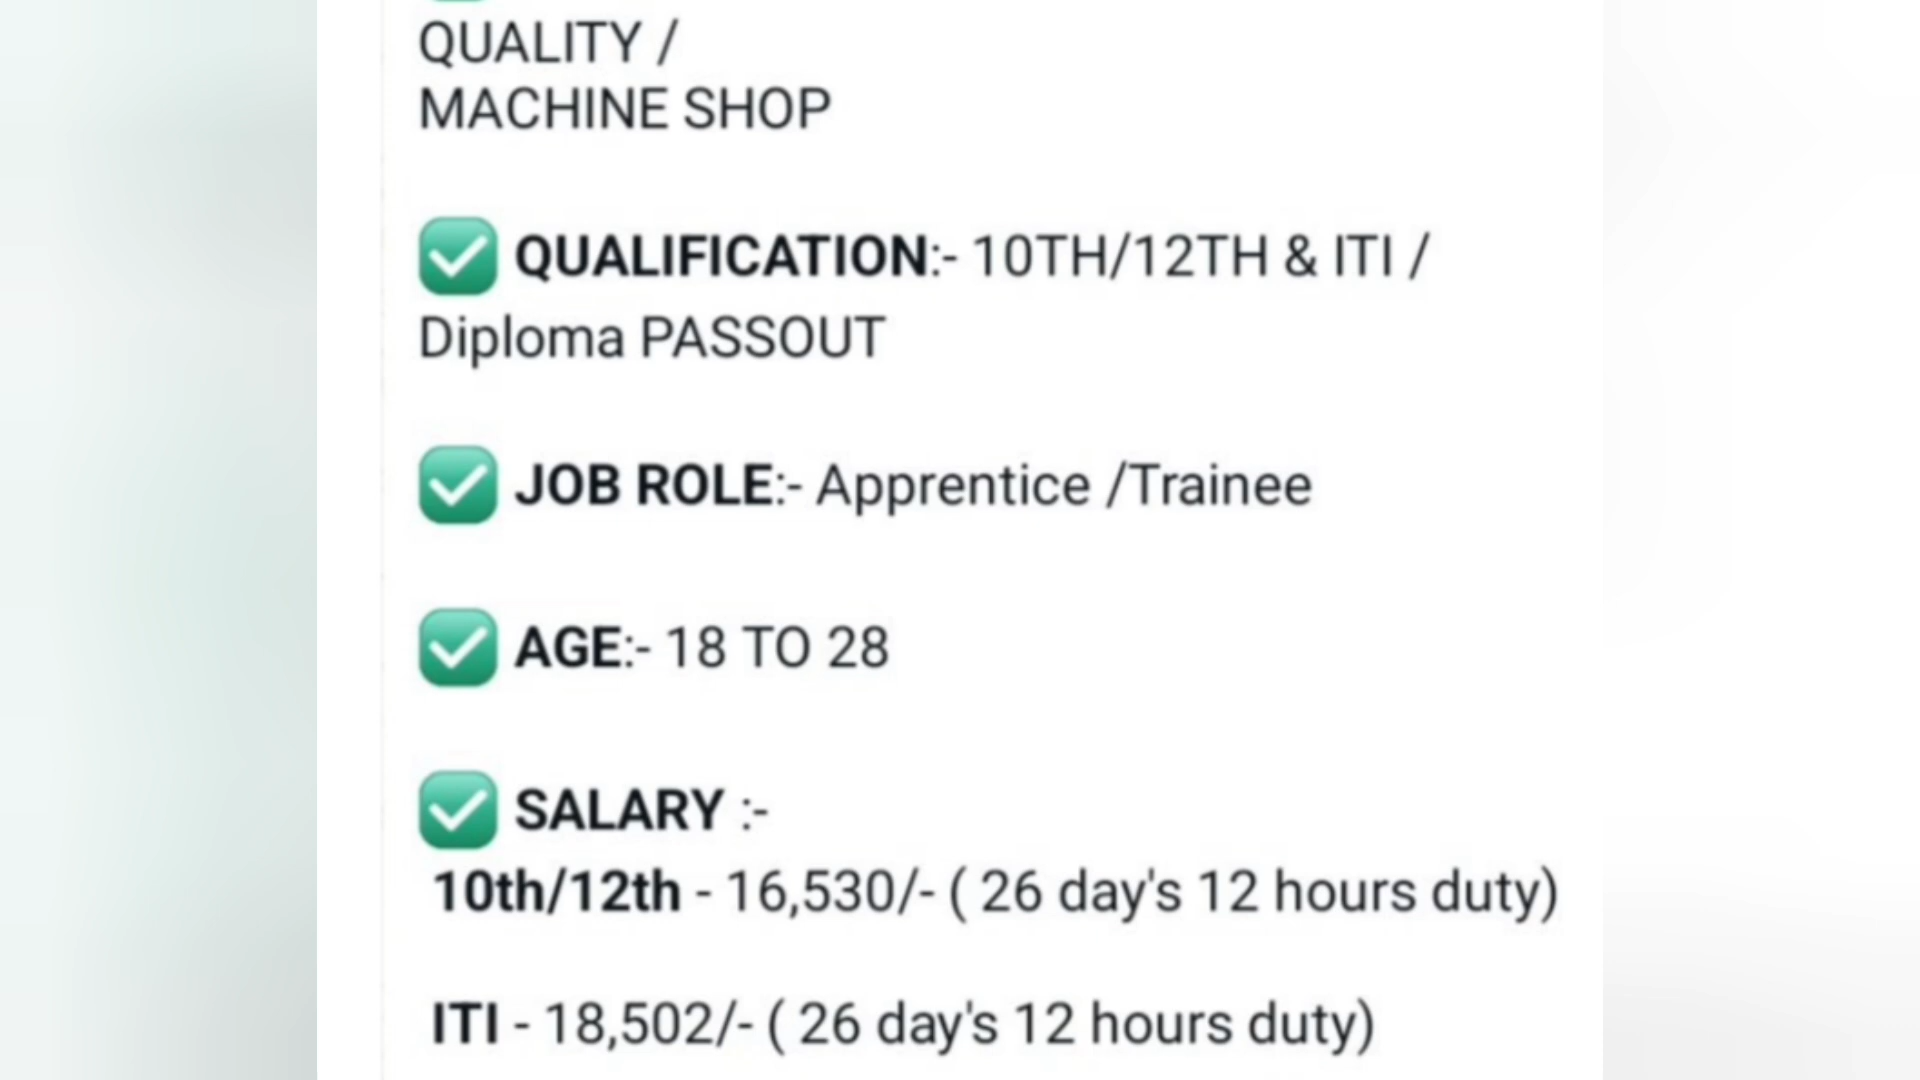 QUALITY /
MACHINE SHOP
✅ QUALIFICATION:- 10TH/12TH & ITI /
Diploma PASSOUT
✅ JOB ROLE:- Apprentice /Trainee
✅ AGE:- 18 TO 28
✅ SALARY :-
10th/12th - 16,530/- ( 26 day's 12 hours duty)
ITI - 18,502/- ( 26 day's 12 hours duty)